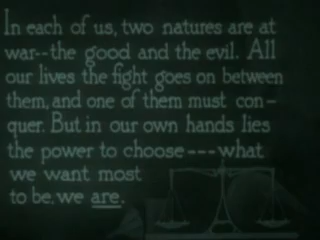 In each of us, two natures are at
war--the good and the evil. All
our lives the fight goes on between
them, and one of them must con-
quer. But in our own hands lies
the power to choose---what
we want most
to be, we are.